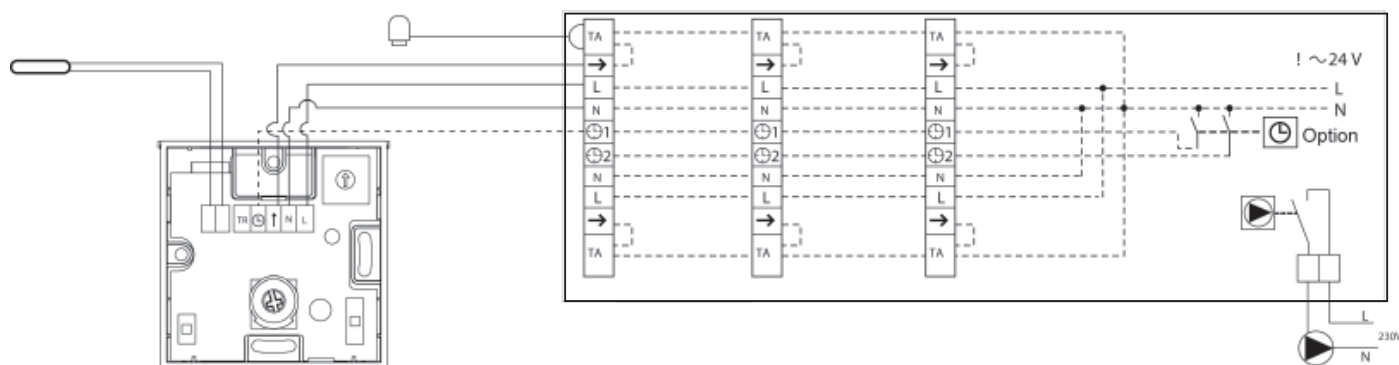 TA TA TA
! ~24 V
L L L L
N N N N
1 1 1
Option
2 2 2
N N N
L L L
TR N L
TA TA TA
L
230V
N